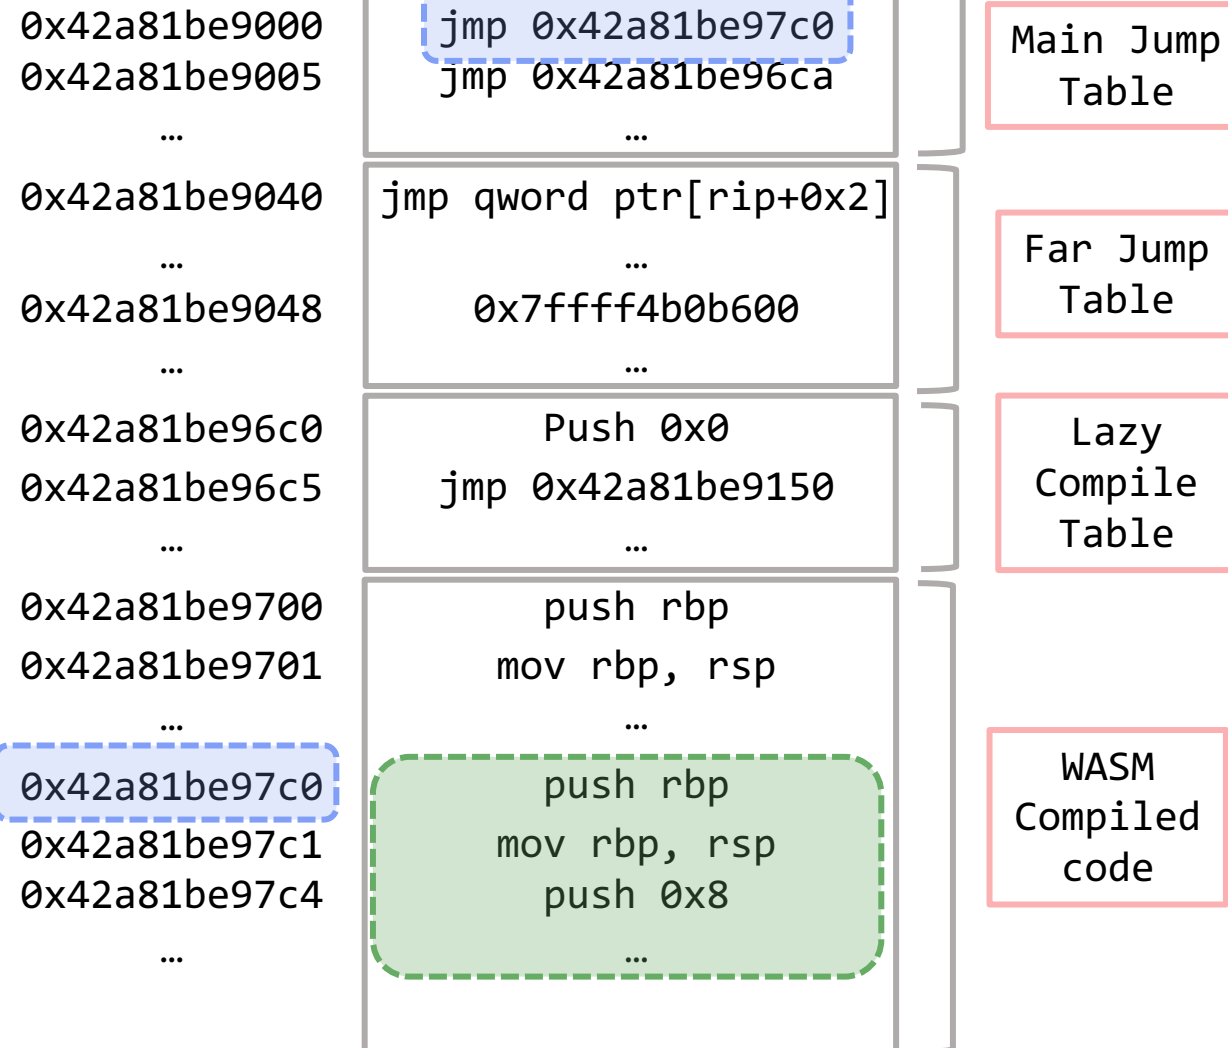 0x42a81be9000 jmp 0x42a81be97c0
0x42a81be9005 jmp 0x42a81be96ca
… …
Main Jump
Table
0x42a81be9040 jmp qword ptr[rip+0x2]
… …
0x42a81be9048 0x7ffff4b0b600
… …
Far Jump
Table
0x42a81be96c0 Push 0x0
0x42a81be96c5 jmp 0x42a81be9150
… …
Lazy
Compile
Table
0x42a81be9700 push rbp
0x42a81be9701 mov rbp, rsp
… …
0x42a81be97c0 push rbp
0x42a81be97c1 mov rbp, rsp
0x42a81be97c4 push 0x8
… …
WASM
Compiled
code